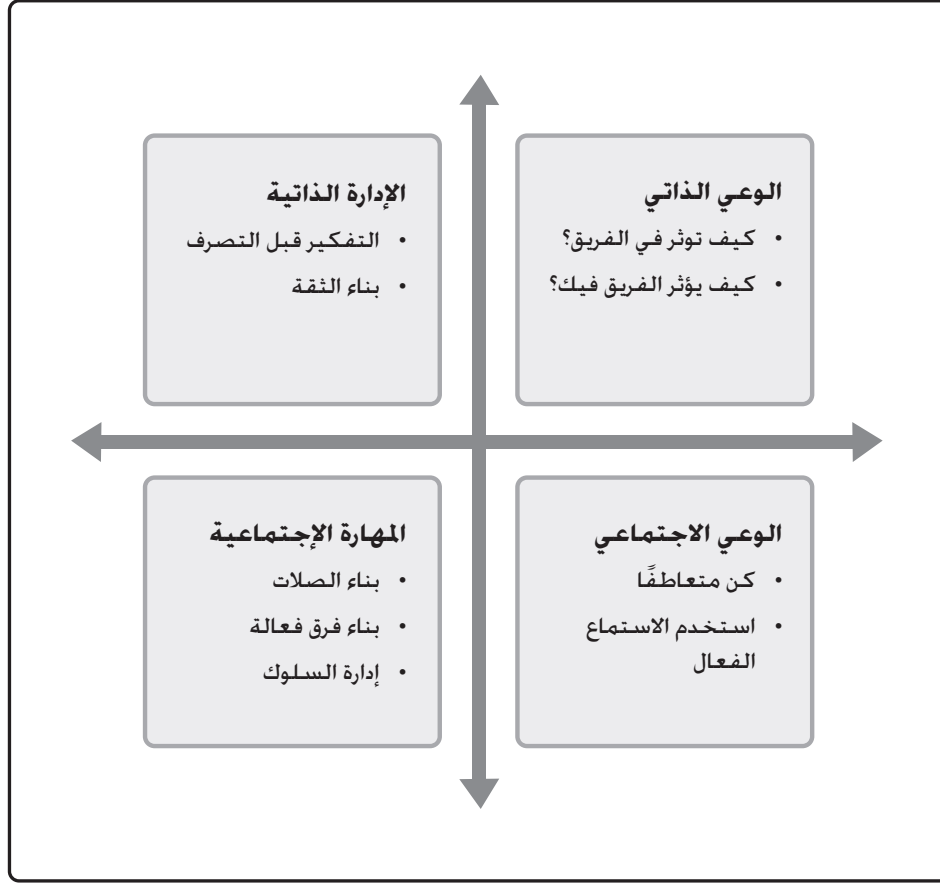 الوعي الذاتي
• كيف توثر في الفريق؟
• كيف يؤثر الفريق فيك؟
الإدارة الذاتية
• التفكير قبل التصرف
• بناء الثقة
الوعي الاجتماعي
• كن متعاطفًا
• استخدم الاستماع
الفعال
المهارة الإجتماعية
• بناء الصلات
• بناء فرق فعالة
• إدارة السلوك